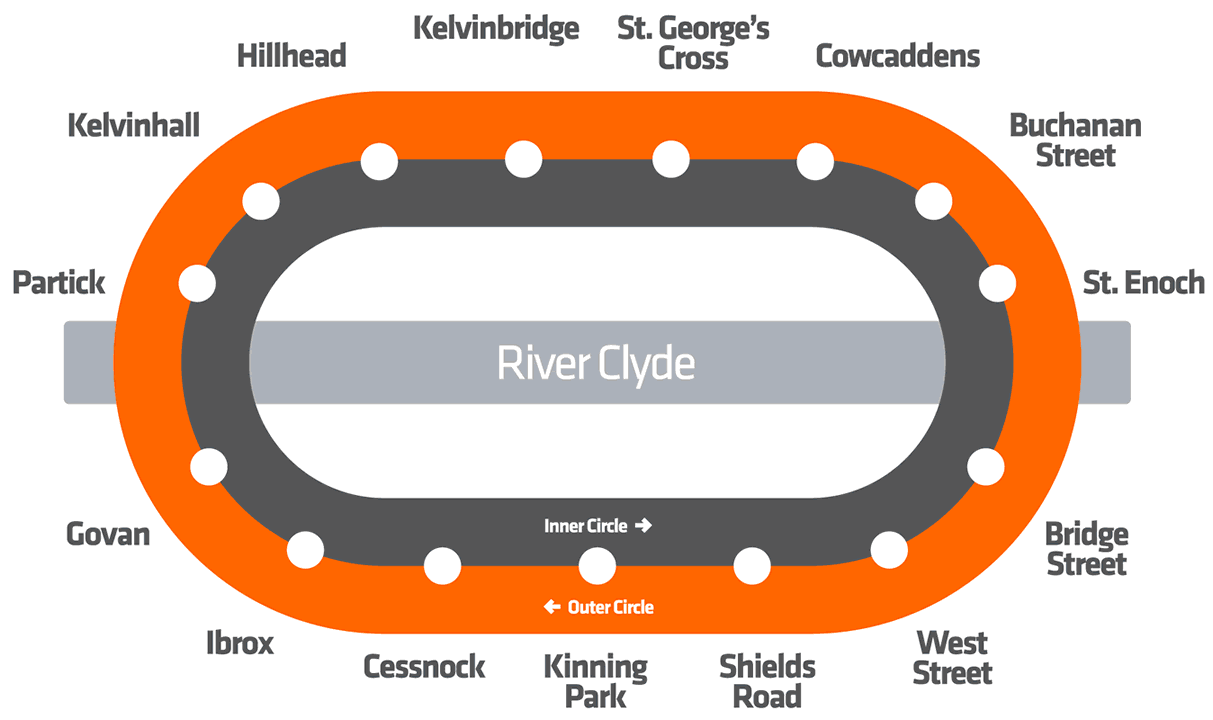 Kelvinbridge
St. George's
Cross
Hillhead
Cowcaddens
Kelvinhall
Buchanan
Street
Partick
St. Enoch
River Clyde
Inner Circle →
← Outer Circle
Govan
Bridge
Street
Ibrox
West
Street
Cessnock
Kinning
Park
Shields
Road